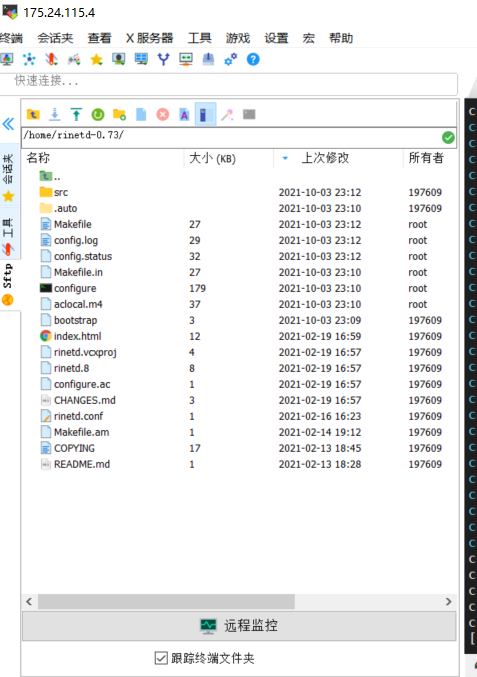 175.24.115.4
终端 会话夹 查看 X 服务器 工具 游戏 设置 宏 帮助
快速连接...
/home/rinetd-0.73/
名称 大小 (KB) 上次修改 所有者
..
src 2021-10-03 23:12 197609
.auto 2021-10-03 23:10 197609
Makefile 27 2021-10-03 23:12 root
config.log 29 2021-10-03 23:12 root
config.status 32 2021-10-03 23:12 root
Makefile.in 27 2021-10-03 23:10 root
configure 179 2021-10-03 23:10 root
aclocal.m4 37 2021-10-03 23:10 root
bootstrap 3 2021-10-03 23:09 197609
index.html 12 2021-02-19 16:59 197609
rinetd.vcxproj 4 2021-02-19 16:57 197609
rinetd.8 8 2021-02-19 16:57 197609
configure.ac 1 2021-02-19 16:57 197609
CHANGES.md 3 2021-02-19 16:57 197609
rinetd.conf 1 2021-02-16 16:23 197609
Makefile.am 1 2021-02-14 19:12 197609
COPYING 17 2021-02-13 18:45 197609
README.md 1 2021-02-13 18:28 197609
会话夹
工具
Sftp
远程监控
跟踪终端文件夹